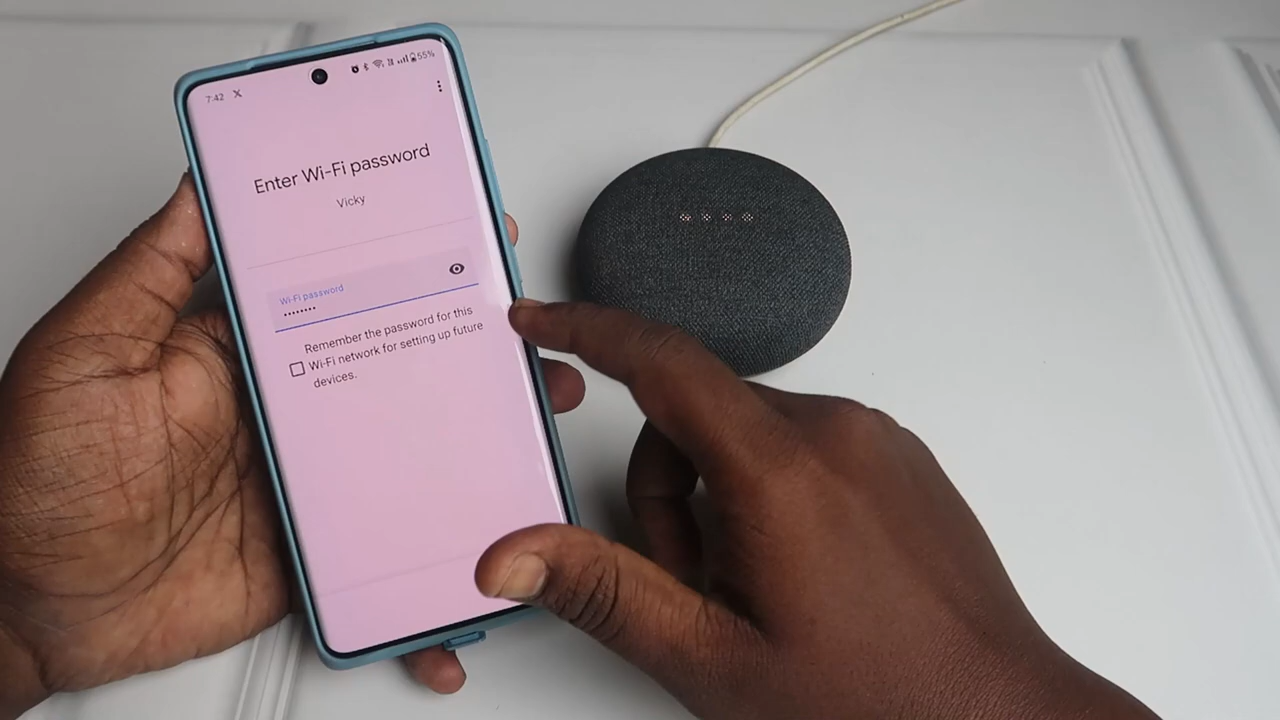 7:42 X 55%
Enter Wi-Fi password
Vicky
Wi-Fi password
••••••••
Remember the password for this
Wi-Fi network for setting up future
devices.